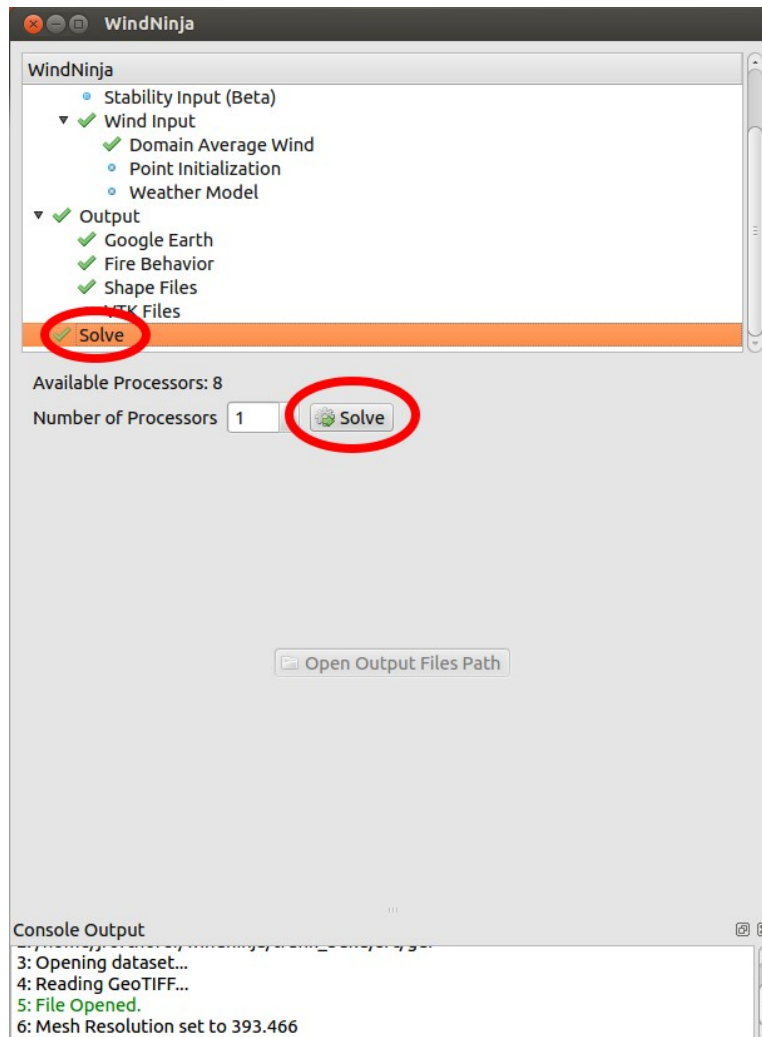 WindNinja
WindNinja
Stability Input (Beta)
Wind Input
Domain Average Wind
Point Initialization
Weather Model
Output
Google Earth
Fire Behavior
Shape Files
VTK Files
Solve
Available Processors: 8
Number of Processors 1 Solve
Open Output Files Path
Console Output
3: Opening dataset...
4: Reading GeoTIFF...
5: File Opened.
6: Mesh Resolution set to 393.466